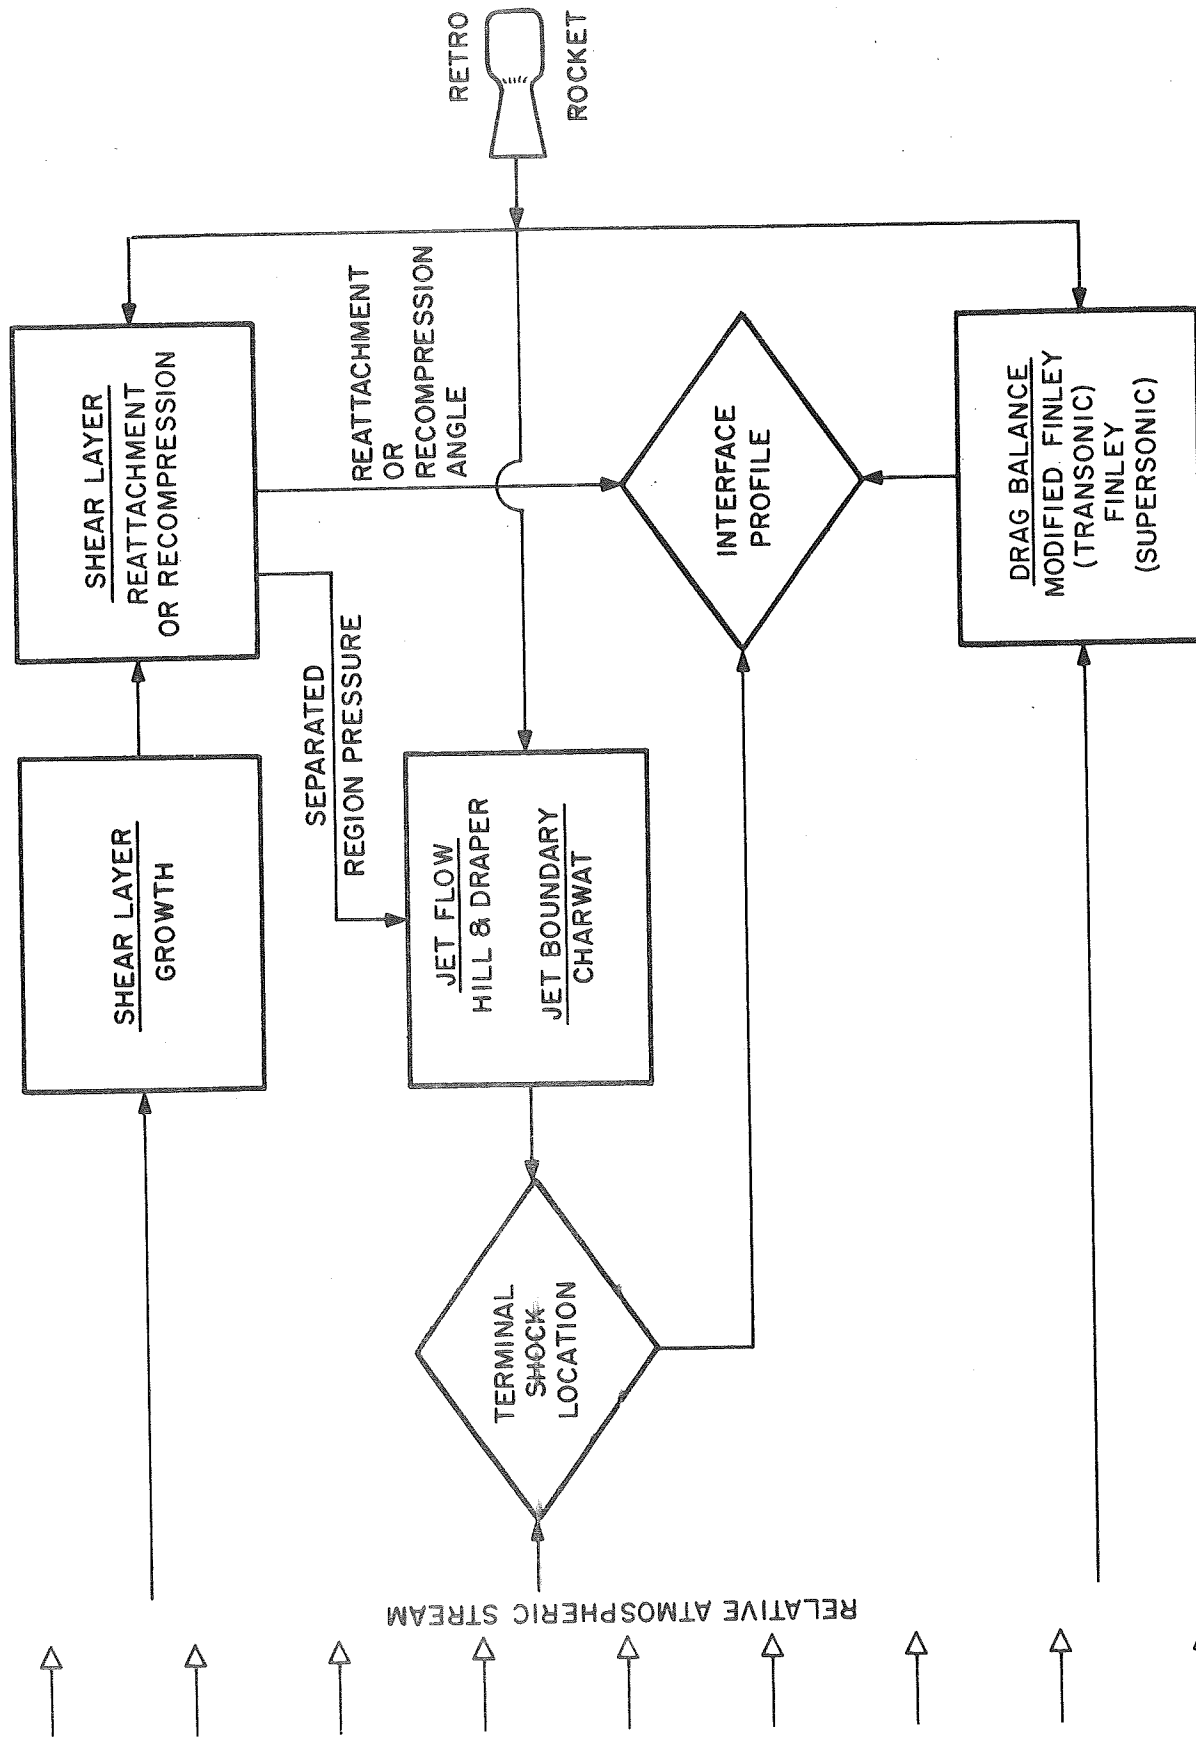 RELATIVE ATMOSPHERIC STREAM
SHEAR LAYER
GROWTH
SHEAR LAYER
REATTACHMENT
OR RECOMPRESSION
SEPARATED
REGION PRESSURE
REATTACHMENT
OR
RECOMPRESSION
ANGLE
RETRO
ROCKET
TERMINAL
SHOCK
LOCATION
JET FLOW
HILL & DRAPER
JET BOUNDARY
CHARWAT
INTERFACE
PROFILE
DRAG BALANCE
MODIFIED FINLEY
(TRANSONIC)
FINLEY
(SUPERSONIC)